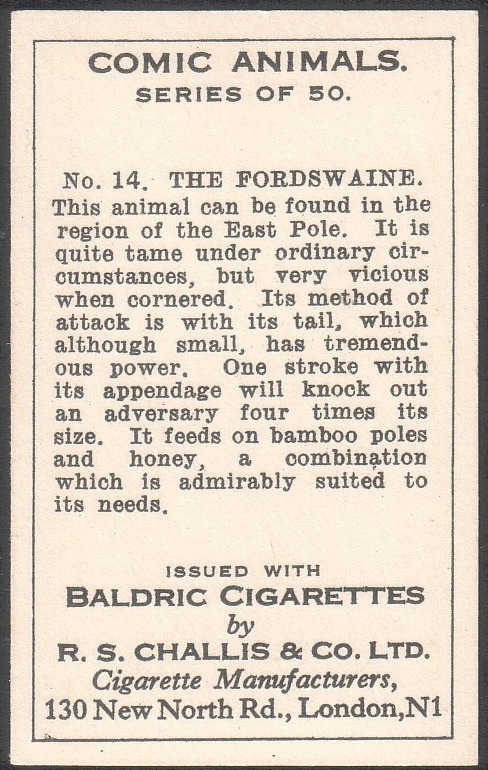 COMIC ANIMALS.
SERIES OF 50.
No. 14. THE FORDSWAINE.
This animal can be found in the
region of the East Pole. It is
quite tame under ordinary cir-
cumstances, but very vicious
when cornered. Its method of
attack is with its tail, which
although small, has tremend-
ous power. One stroke with
its appendage will knock out
an adversary four times its
size. It feeds on bamboo poles
and honey, a combination
which is admirably suited to
its needs.
ISSUED WITH
BALDRIC CIGARETTES
by
R. S. CHALLIS & CO. LTD.
Cigarette Manufacturers,
130 New North Rd., London, N1